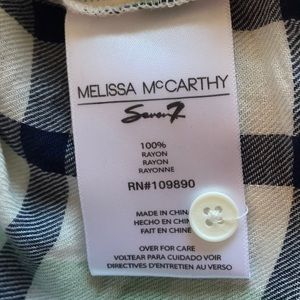 MELISSA McCARTHY
Seven7
100%
RAYON
RAYON
RAYONNE
RN#109890
MADE IN CHINA
HECHO EN CHIN
FAIT EN CHINE
OVER FOR CARE
VOLTEAR PARA CUIDADO VOIR
DIRECTIVES D'ENTRETIEN AU VERSO